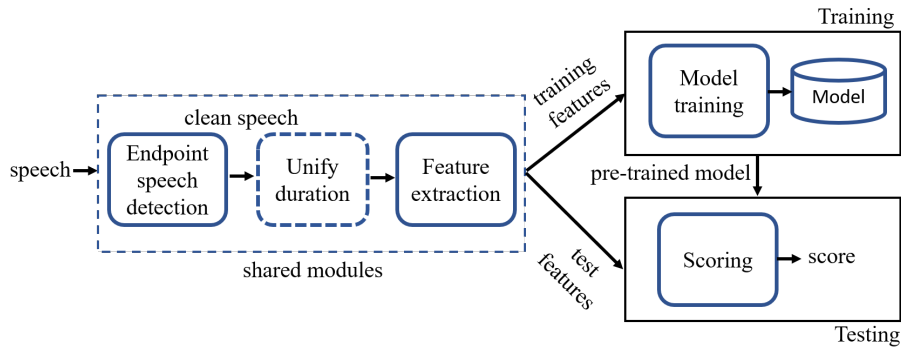 speech
clean speech
Endpoint
speech
detection
Unify
duration
Feature
extraction
shared modules
training
features
test
features
Training
Model
training
Model
pre-trained model
Scoring
score
Testing